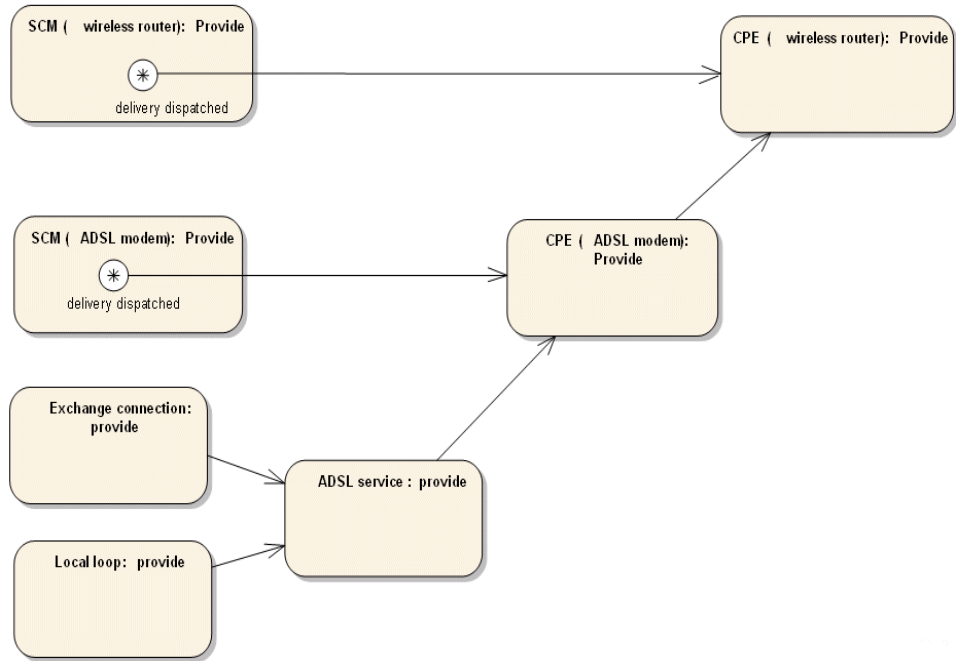 SCM ( wireless router): Provide
delivery dispatched
CPE ( wireless router): Provide
SCM ( ADSL modem): Provide
delivery dispatched
CPE ( ADSL modem):
Provide
Exchange connection:
provide
ADSL service : provide
Local loop: provide